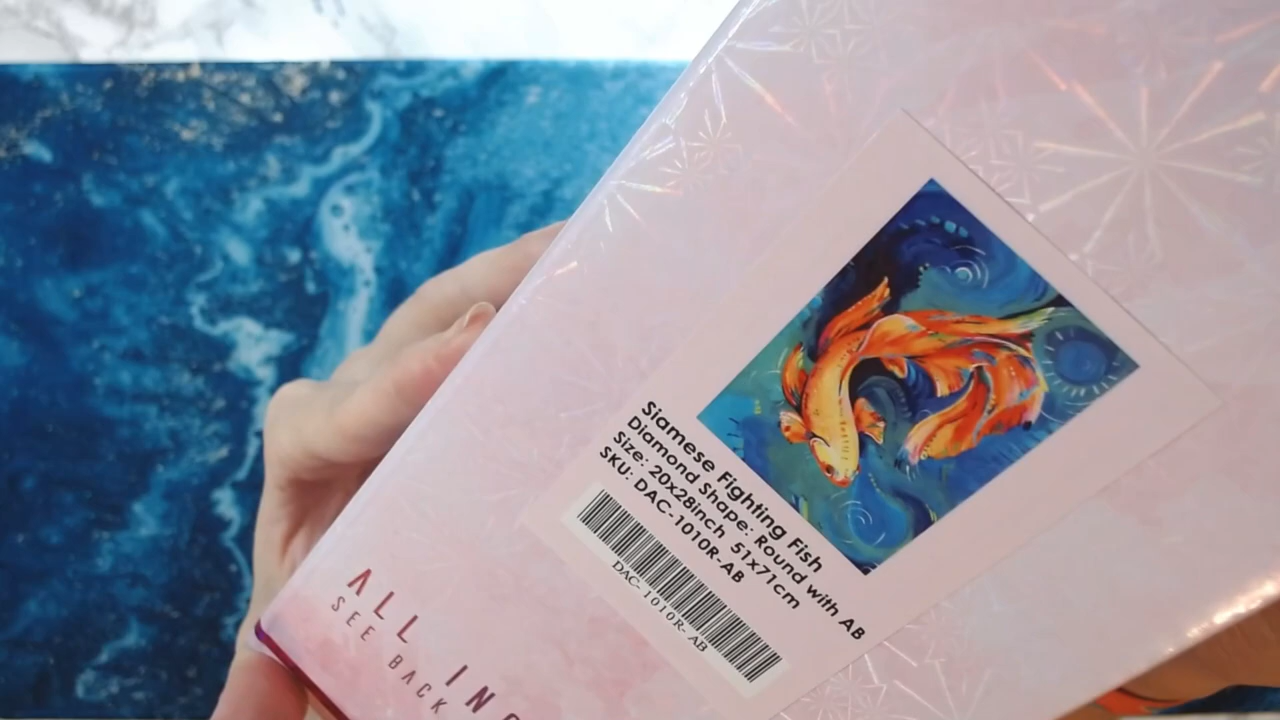 Siamese Fighting Fish
Diamond Shape: Round with AB
Size: 20x28inch 51x71cm
SKU: DAC-1010R-AB
DAC-1010R-AB
ALL
SEE BACK